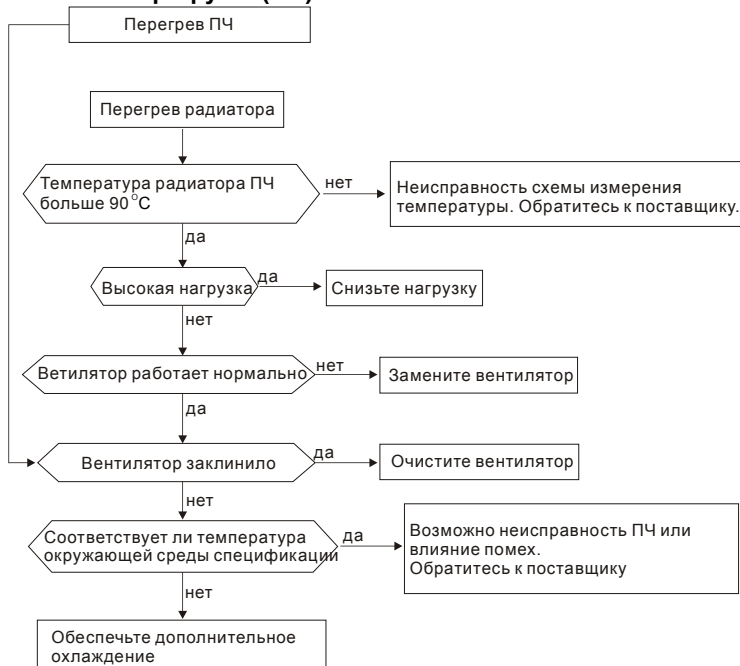 Перегрев ПЧ
Перегрев радиатора
Температура радиатора ПЧ
больше 90°C
нет
Неисправность схемы измерения
температуры. Обратитесь к поставщику.
да
Высокая нагрузка
да
Снизьте нагрузку
нет
Ветилятор работает нормально
нет
Замените вентилятор
да
Вентилятор заклинило
да
Очистите вентилятор
нет
Соответствует ли температура
окружающей среды спецификации
да
Возможно неисправность ПЧ или
влияние помех.
Обратитесь к поставщику
нет
Обеспечьте дополнительное
охлаждение